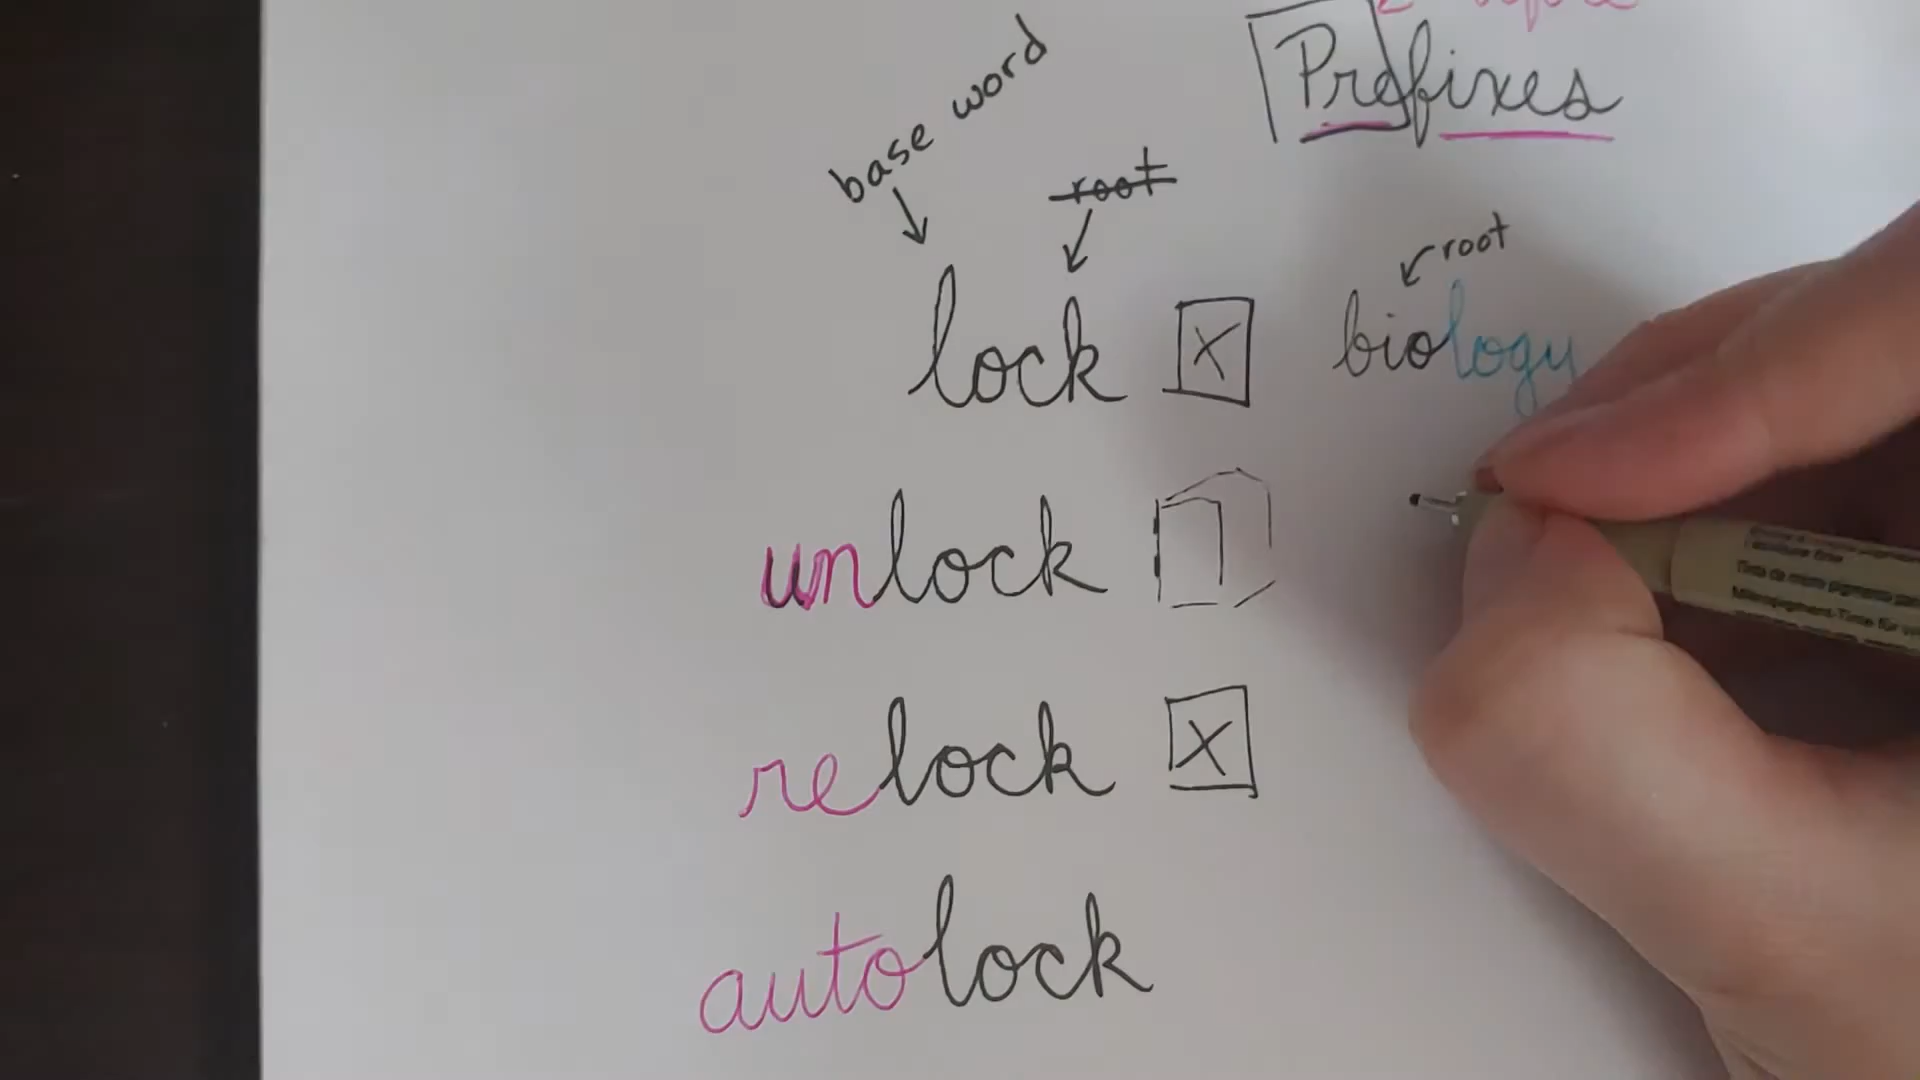 Prefixes
base word
root
root
lock X biology
unlock
relock X
autolock